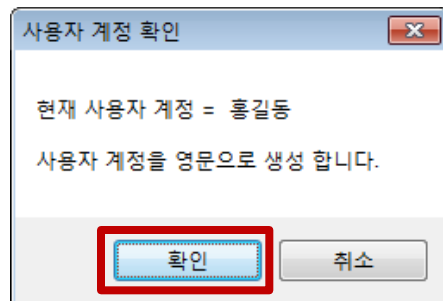 사용자 계정 확인
현재 사용자 계정 = 홍길동
사용자 계정을 영문으로 생성 합니다.
확인 취소